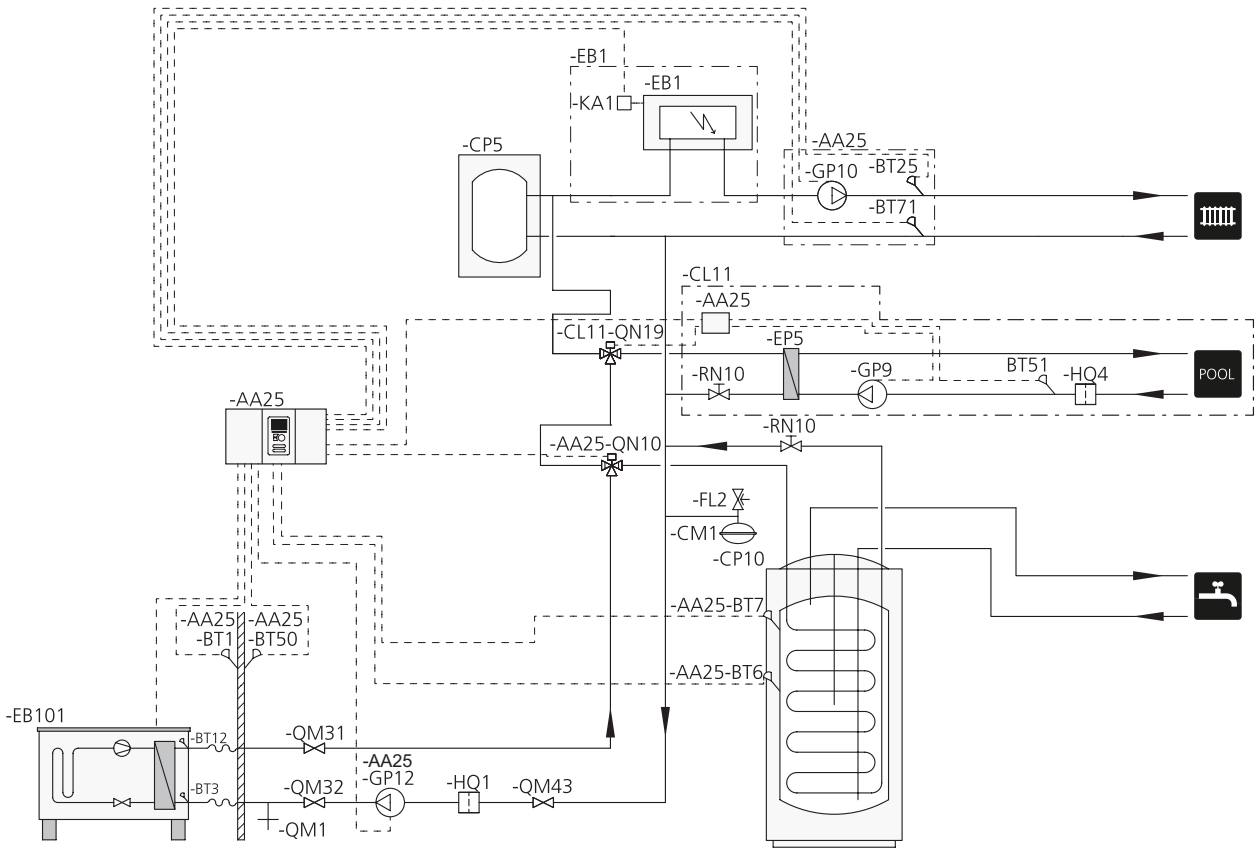 -EB1
-EB1
-KA1
-CP5
-AA25
-BT25
-GP10
-BT71
-CL11
-AA25
-CL11-QN19
-EP5
-RN10
-GP9
BT51
-HQ4
POOL
-AA25
-RN10
-AA25-QN10
-FL2
-CM1
-CP10
-AA25-BT7
-AA25 -AA25
-BT1 -BT50
-AA25-BT6
-EB101
-BT12
-QM31
-AA25
-GP12
-BT3
-QM32
-HQ1
-QM43
-QM1